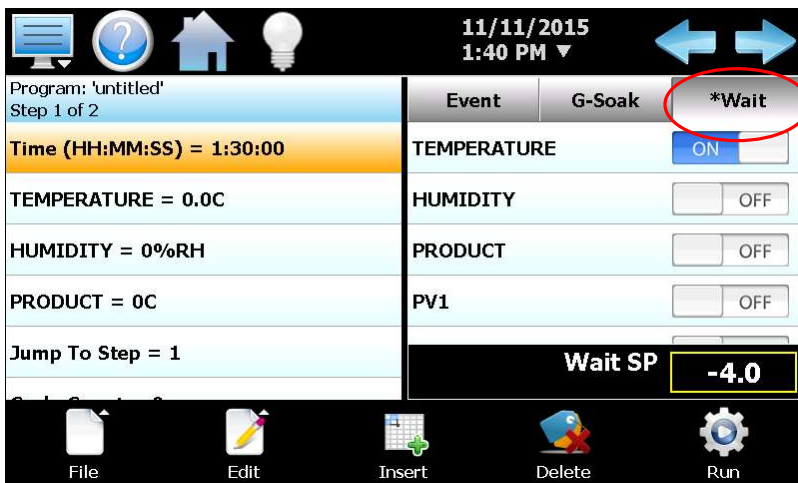 11/11/2015
1:40 PM ▼
Program: 'untitled'
Step 1 of 2
Time (HH:MM:SS) = 1:30:00
TEMPERATURE = 0.0C
HUMIDITY = 0%RH
PRODUCT = 0C
Jump To Step = 1
Event G-Soak *Wait
TEMPERATURE ON
HUMIDITY OFF
PRODUCT OFF
PV1 OFF
Wait SP -4.0
File Edit Insert Delete Run